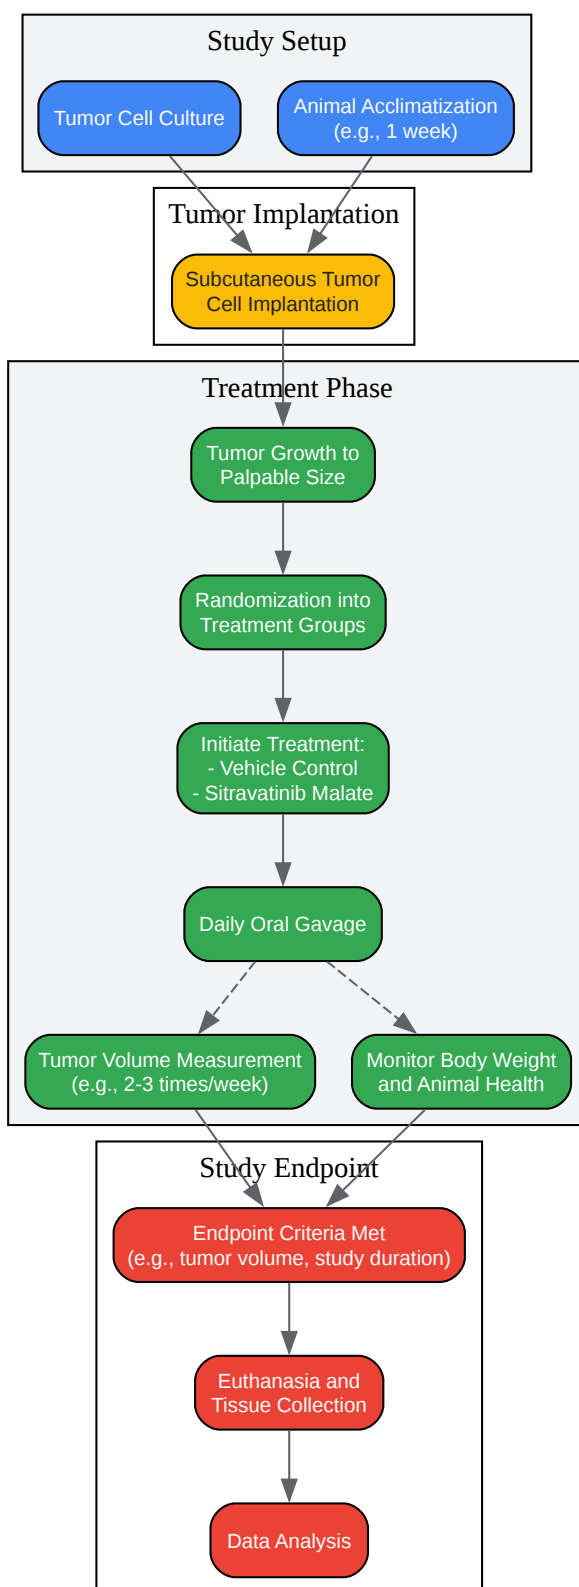 Study Setup
Tumor Cell Culture
Animal Acclimatization
(e.g., 1 week)
Tumor Implantation
Subcutaneous Tumor
Cell Implantation
Treatment Phase
Tumor Growth to
Palpable Size
Randomization into
Treatment Groups
Initiate Treatment:
- Vehicle Control
- Sitravatinib Malate
Daily Oral Gavage
Tumor Volume Measurement
(e.g., 2-3 times/week)
Monitor Body Weight
and Animal Health
Study Endpoint
Endpoint Criteria Met
(e.g., tumor volume, study duration)
Euthanasia and
Tissue Collection
Data Analysis